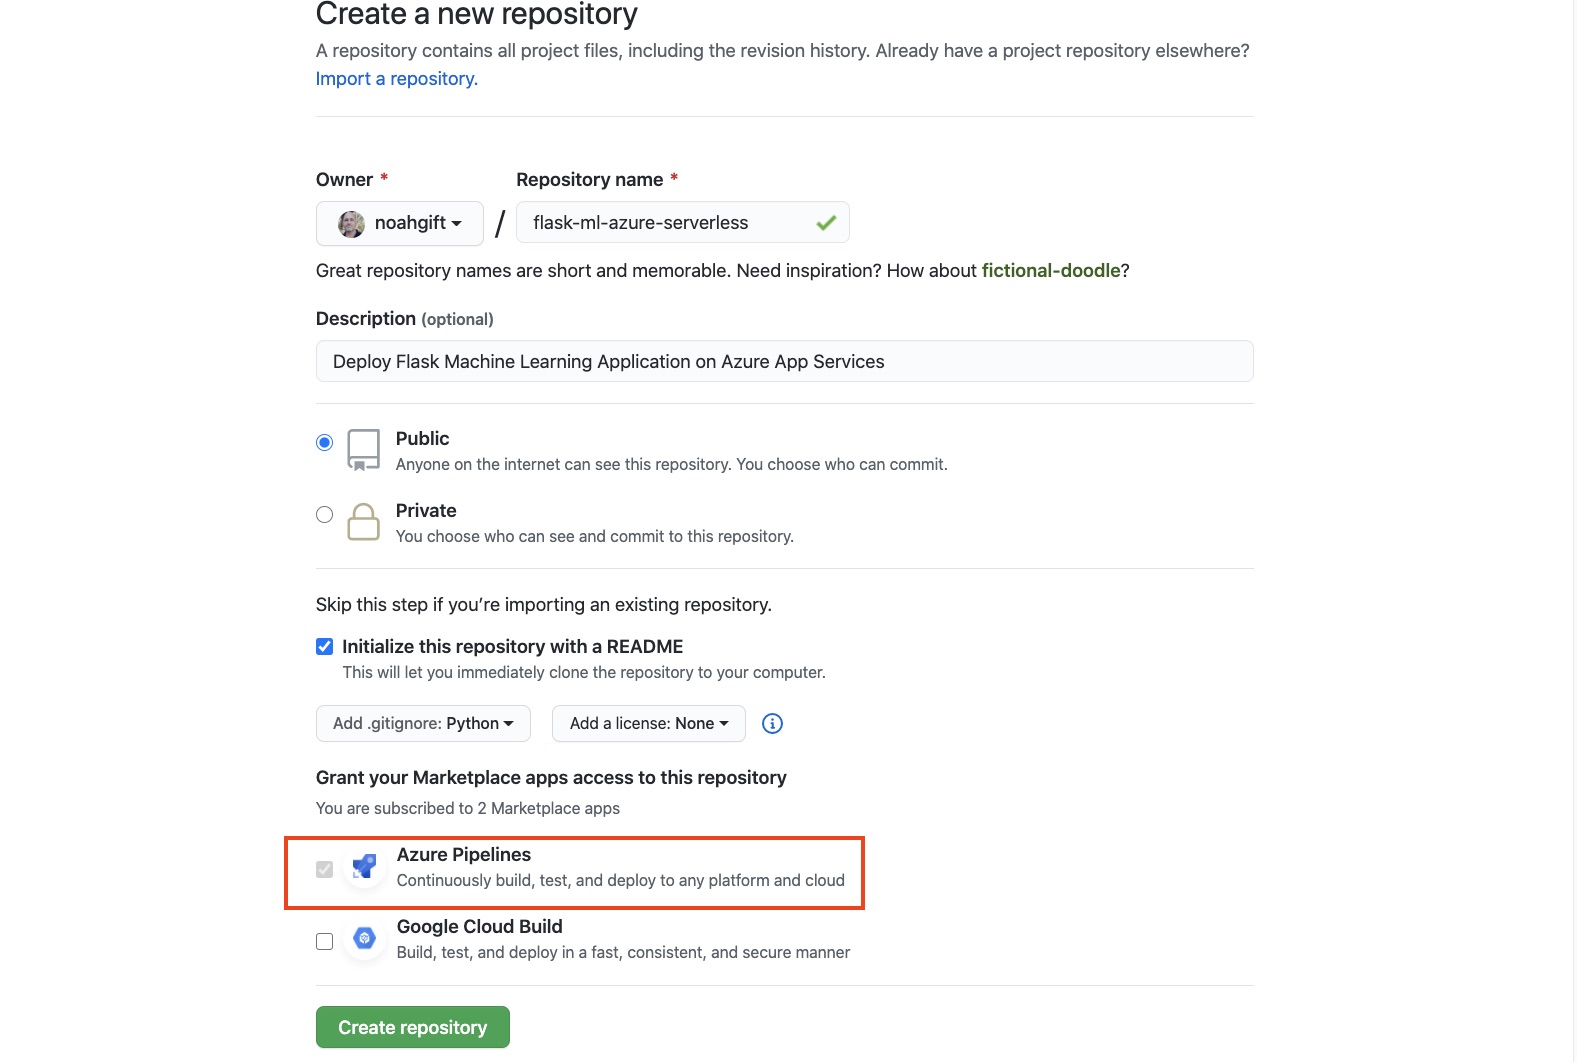 Create a new repository
A repository contains all project files, including the revision history. Already have a project repository elsewhere?
Import a repository.
Owner * Repository name *
noahgift / flask-ml-azure-serverless
Great repository names are short and memorable. Need inspiration? How about fictional-doodle?
Description (optional)
Deploy Flask Machine Learning Application on Azure App Services
Public
Anyone on the internet can see this repository. You choose who can commit.
Private
You choose who can see and commit to this repository.
Skip this step if you’re importing an existing repository.
Initialize this repository with a README
This will let you immediately clone the repository to your computer.
Add .gitignore: Python Add a license: None
Grant your Marketplace apps access to this repository
You are subscribed to 2 Marketplace apps
Azure Pipelines
Continuously build, test, and deploy to any platform and cloud
Google Cloud Build
Build, test, and deploy in a fast, consistent, and secure manner
Create repository